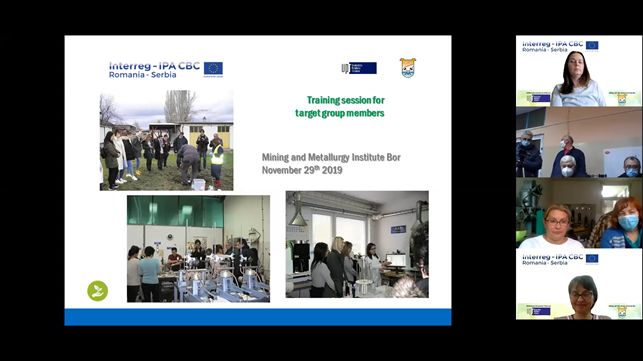 Interreg - IPA CBC
Romania - Serbia
Training session for
target group members
Mining and Metallurgy Institute Bor
November 29th 2019
Interreg - IPA CBC
Romania - Serbia
Interreg - IPA CBC
Romania - Serbia